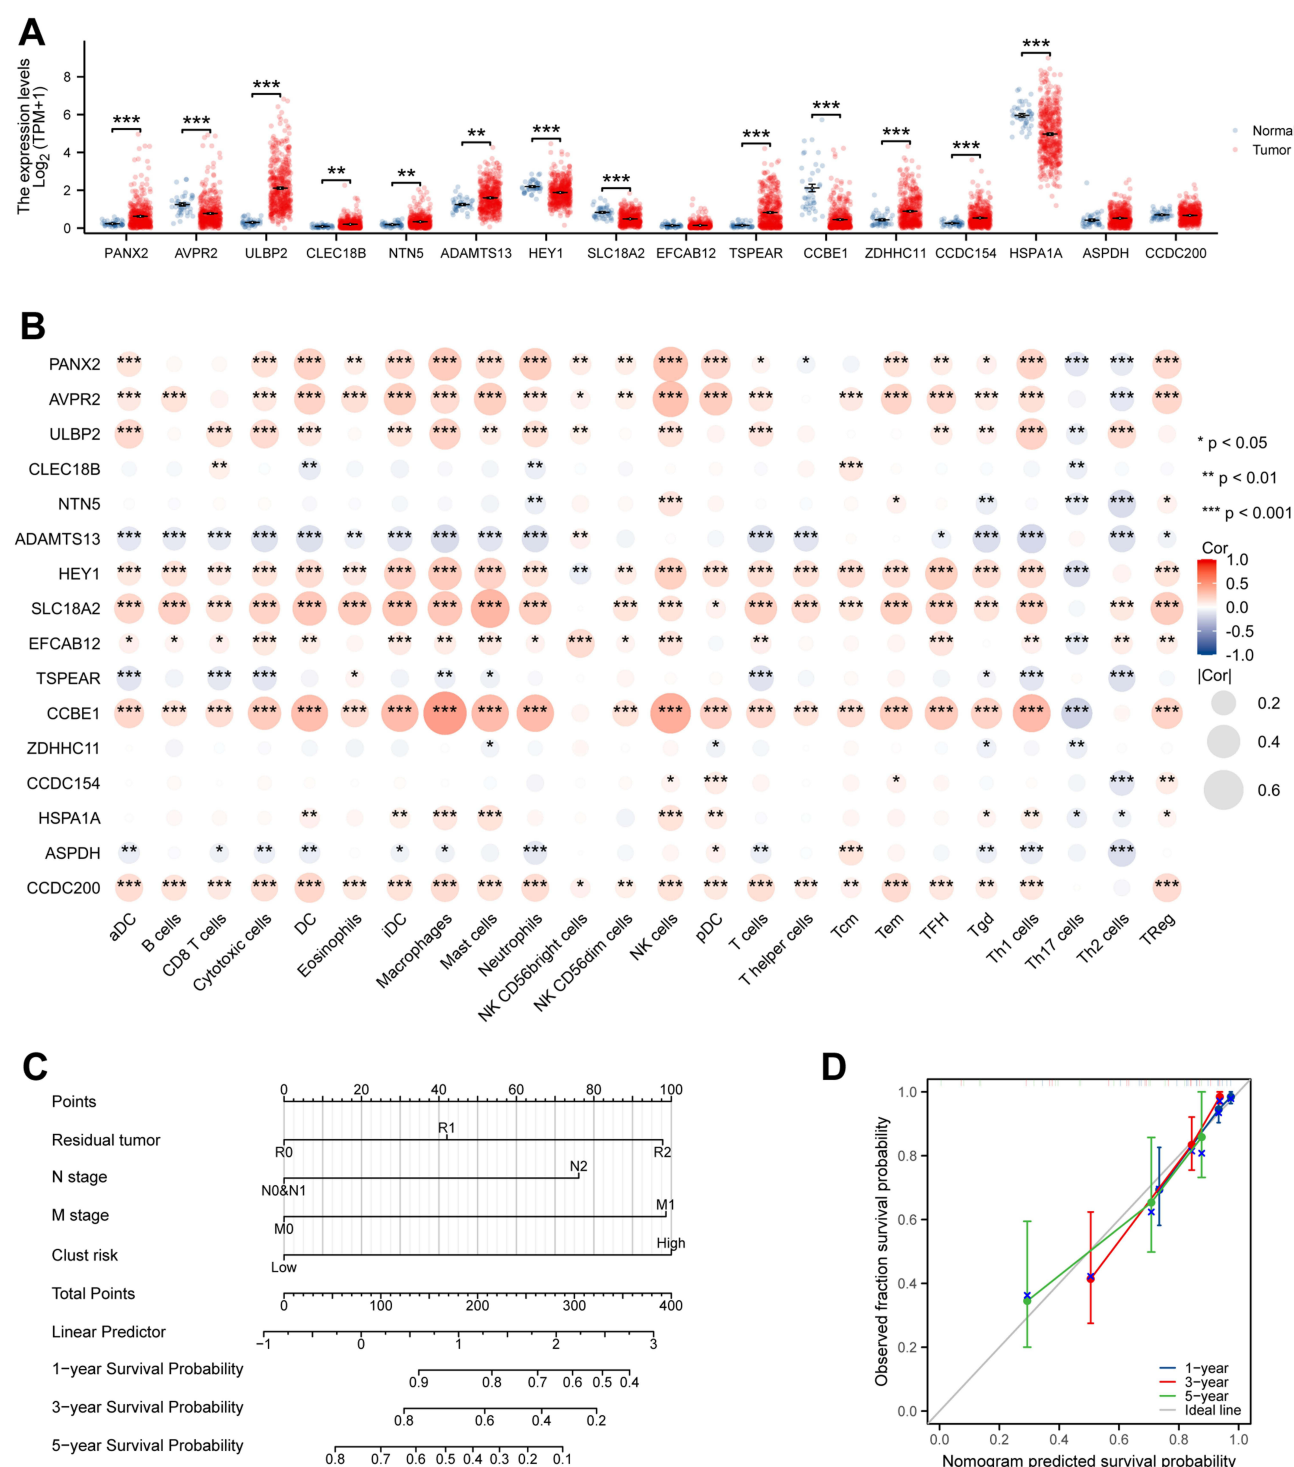 A
The expression levels
Log2 (TPM+1)
8
6
4
2
0
*** *** *** ** ** ** *** *** *** *** *** *** ***
PANX2 AVPR2 ULBP2 CLEC18B NTN5 ADAMTS13 HEY1 SLC18A2 EFCAB12 TSPEAR CCBE1 ZDHHC11 CCDC154 HSPA1A ASPDH CCDC200
Norma
Tumor
B
PANX2 *** *** *** ** *** *** *** *** ** ** *** *** * * *** ** * *** *** *** ***
AVPR2 *** *** *** *** *** *** *** *** *** * ** *** *** *** *** *** *** *** *** *** ***
ULBP2 *** *** *** *** *** *** ** *** ** *** *** ** ** *** ** ***
CLEC18B ** ** ** *** **
NTN5 ** *** * ** *** *** *
ADAMTS13 *** *** *** *** *** ** *** *** *** *** ** *** *** * *** *** *** *
HEY1 *** *** *** *** *** *** *** *** *** *** ** ** *** *** *** *** *** *** *** *** *** *** ***
SLC18A2 *** *** *** *** *** *** *** *** *** *** *** *** * *** *** *** *** *** *** *** *** ***
EFCAB12 * * * *** ** *** ** *** * *** * *** ** *** ** *** ** **
TSPEAR *** *** *** * ** * *** * *** ***
CCBE1 *** *** *** *** *** *** *** *** *** *** *** *** *** *** *** *** *** *** *** *** *** ***
ZDHHC11 * * * **
CCDC154 * *** * *** **
HSPA1A ** ** *** *** *** ** * ** * * *
ASPDH ** * ** ** * * *** * ** *** ** *** ***
CCDC200 *** *** *** *** *** *** *** *** *** *** * ** *** *** *** *** ** *** *** ** *** ***
aDC
B cells
CD8 T cells
Cytotoxic cells
DC
Eosinophils
iDC
Macrophages
Mast cells
Neutrophils
NK CD56bright cells
NK CD56dim cells
NK cells
pDC
T cells
T helper cells
Tcm
Tem
TFH
Tgd
Th1 cells
Th17 cells
Th2 cells
TReg
* p < 0.05
** p < 0.01
*** p < 0.001
Cor
1.0
0.5
0.0
-0.5
-1.0
|Cor|
0.2
0.4
0.6
C
Points 0 20 40 60 80 100
Residual tumor R0 R1 R2
N stage N0&N1 N2
M stage M0 M1
Clust risk Low High
Total Points 0 100 200 300 400
Linear Predictor −1 0 1 2 3
1−year Survival Probability 0.9 0.8 0.7 0.6 0.5 0.4
3−year Survival Probability 0.8 0.6 0.4 0.2
5−year Survival Probability 0.8 0.7 0.6 0.5 0.4 0.3 0.2 0.1
D
Observed fraction survival probability
1.0
0.8
0.6
0.4
0.2
0.0
1−year
3−year
5−year
Ideal line
0.0 0.2 0.4 0.6 0.8 1.0
Nomogram predicted survival probability